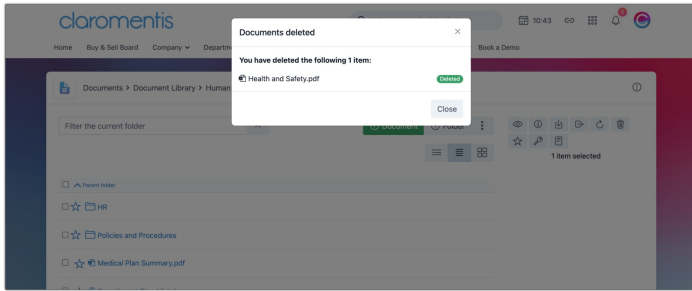 claromentis
Documents deleted
10:43
2
Home Buy & Sell Board Company
Book a Demo
You have deleted the following 1 item:
Health and Safety.pdf Deleted
Documents > Document Library > Human
Close
Filter the current folder
Document Folder
1 item selected
Parent folder
HR
Policies and Procedures
Medical Plan Summary.pdf